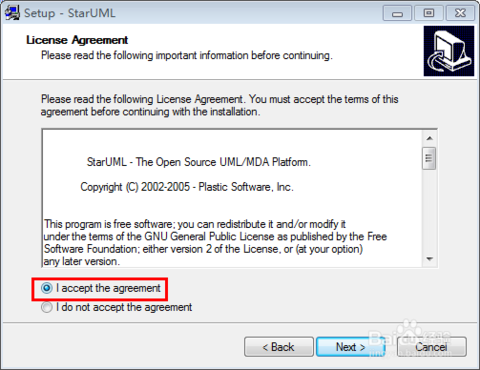 Setup - StarUML
License Agreement
Please read the following important information before continuing.
Please read the following License Agreement. You must accept the terms of this
agreement before continuing with the installation.
StarUML - The Open Source UML/MDA Platform.
Copyright (C) 2002-2005 - Plastic Software, Inc.
This program is free software; you can redistribute it and/or modify it
under the terms of the GNU General Public License as published by the Free
Software Foundation; either version 2 of the License, or (at your option)
any later version.
I accept the agreement
I do not accept the agreement
< Back
Next >
Cancel